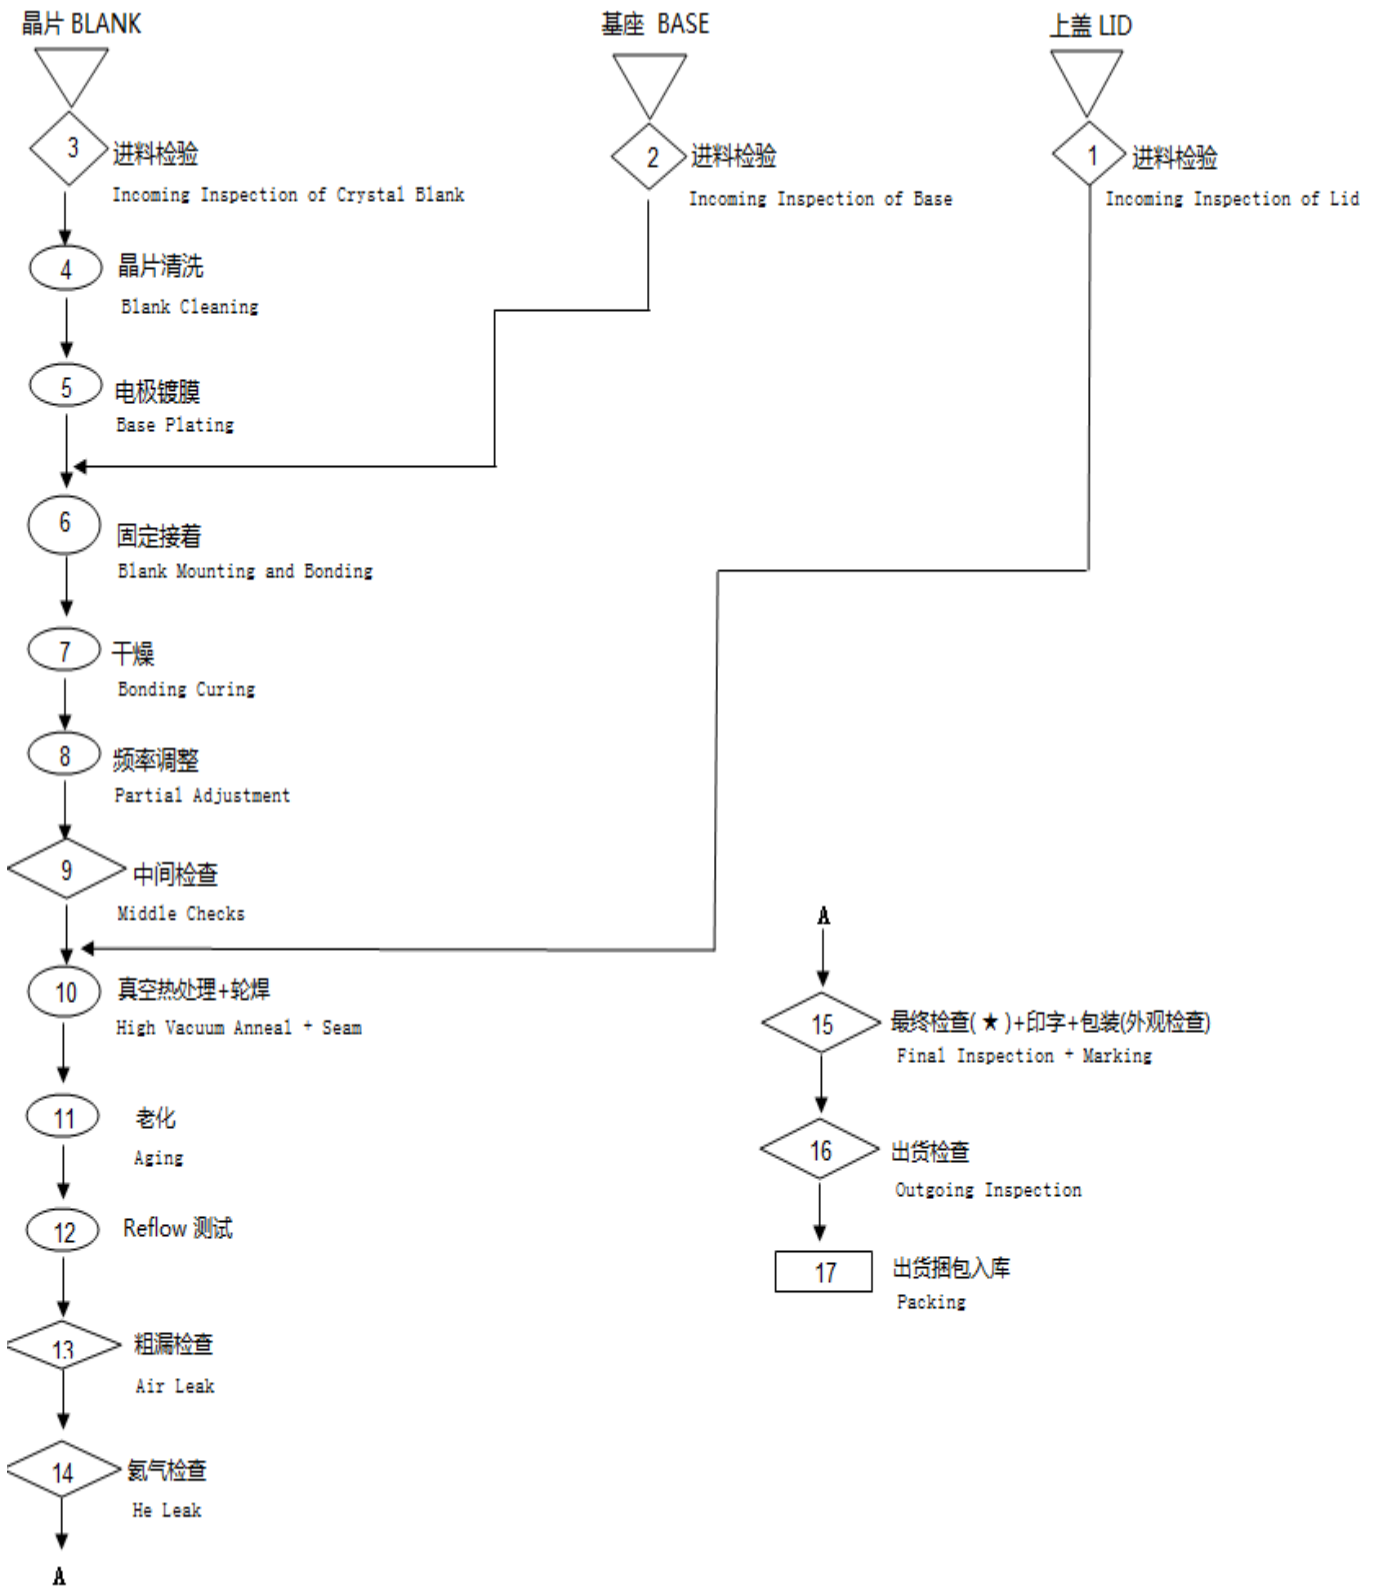 晶片 BLANK
基座 BASE
上盖 LID
3
进料检验
Incoming Inspection of Crystal Blank
2
进料检验
Incoming Inspection of Base
1
进料检验
Incoming Inspection of Lid
4
晶片清洗
Blank Cleaning
5
电极镀膜
Base Plating
6
固定接着
Blank Mounting and Bonding
7
干燥
Bonding Curing
8
频率调整
Partial Adjustment
9
中间检查
Middle Checks
10
真空热处理+轮焊
High Vacuum Anneal + Seam
11
老化
Aging
12
Reflow 测试
13
粗漏检查
Air Leak
14
氦气检查
He Leak
A
A
15
最终检查(★)+印字+包装(外观检查)
Final Inspection + Marking
16
出货检查
Outgoing Inspection
17
出货捆包入库
Packing